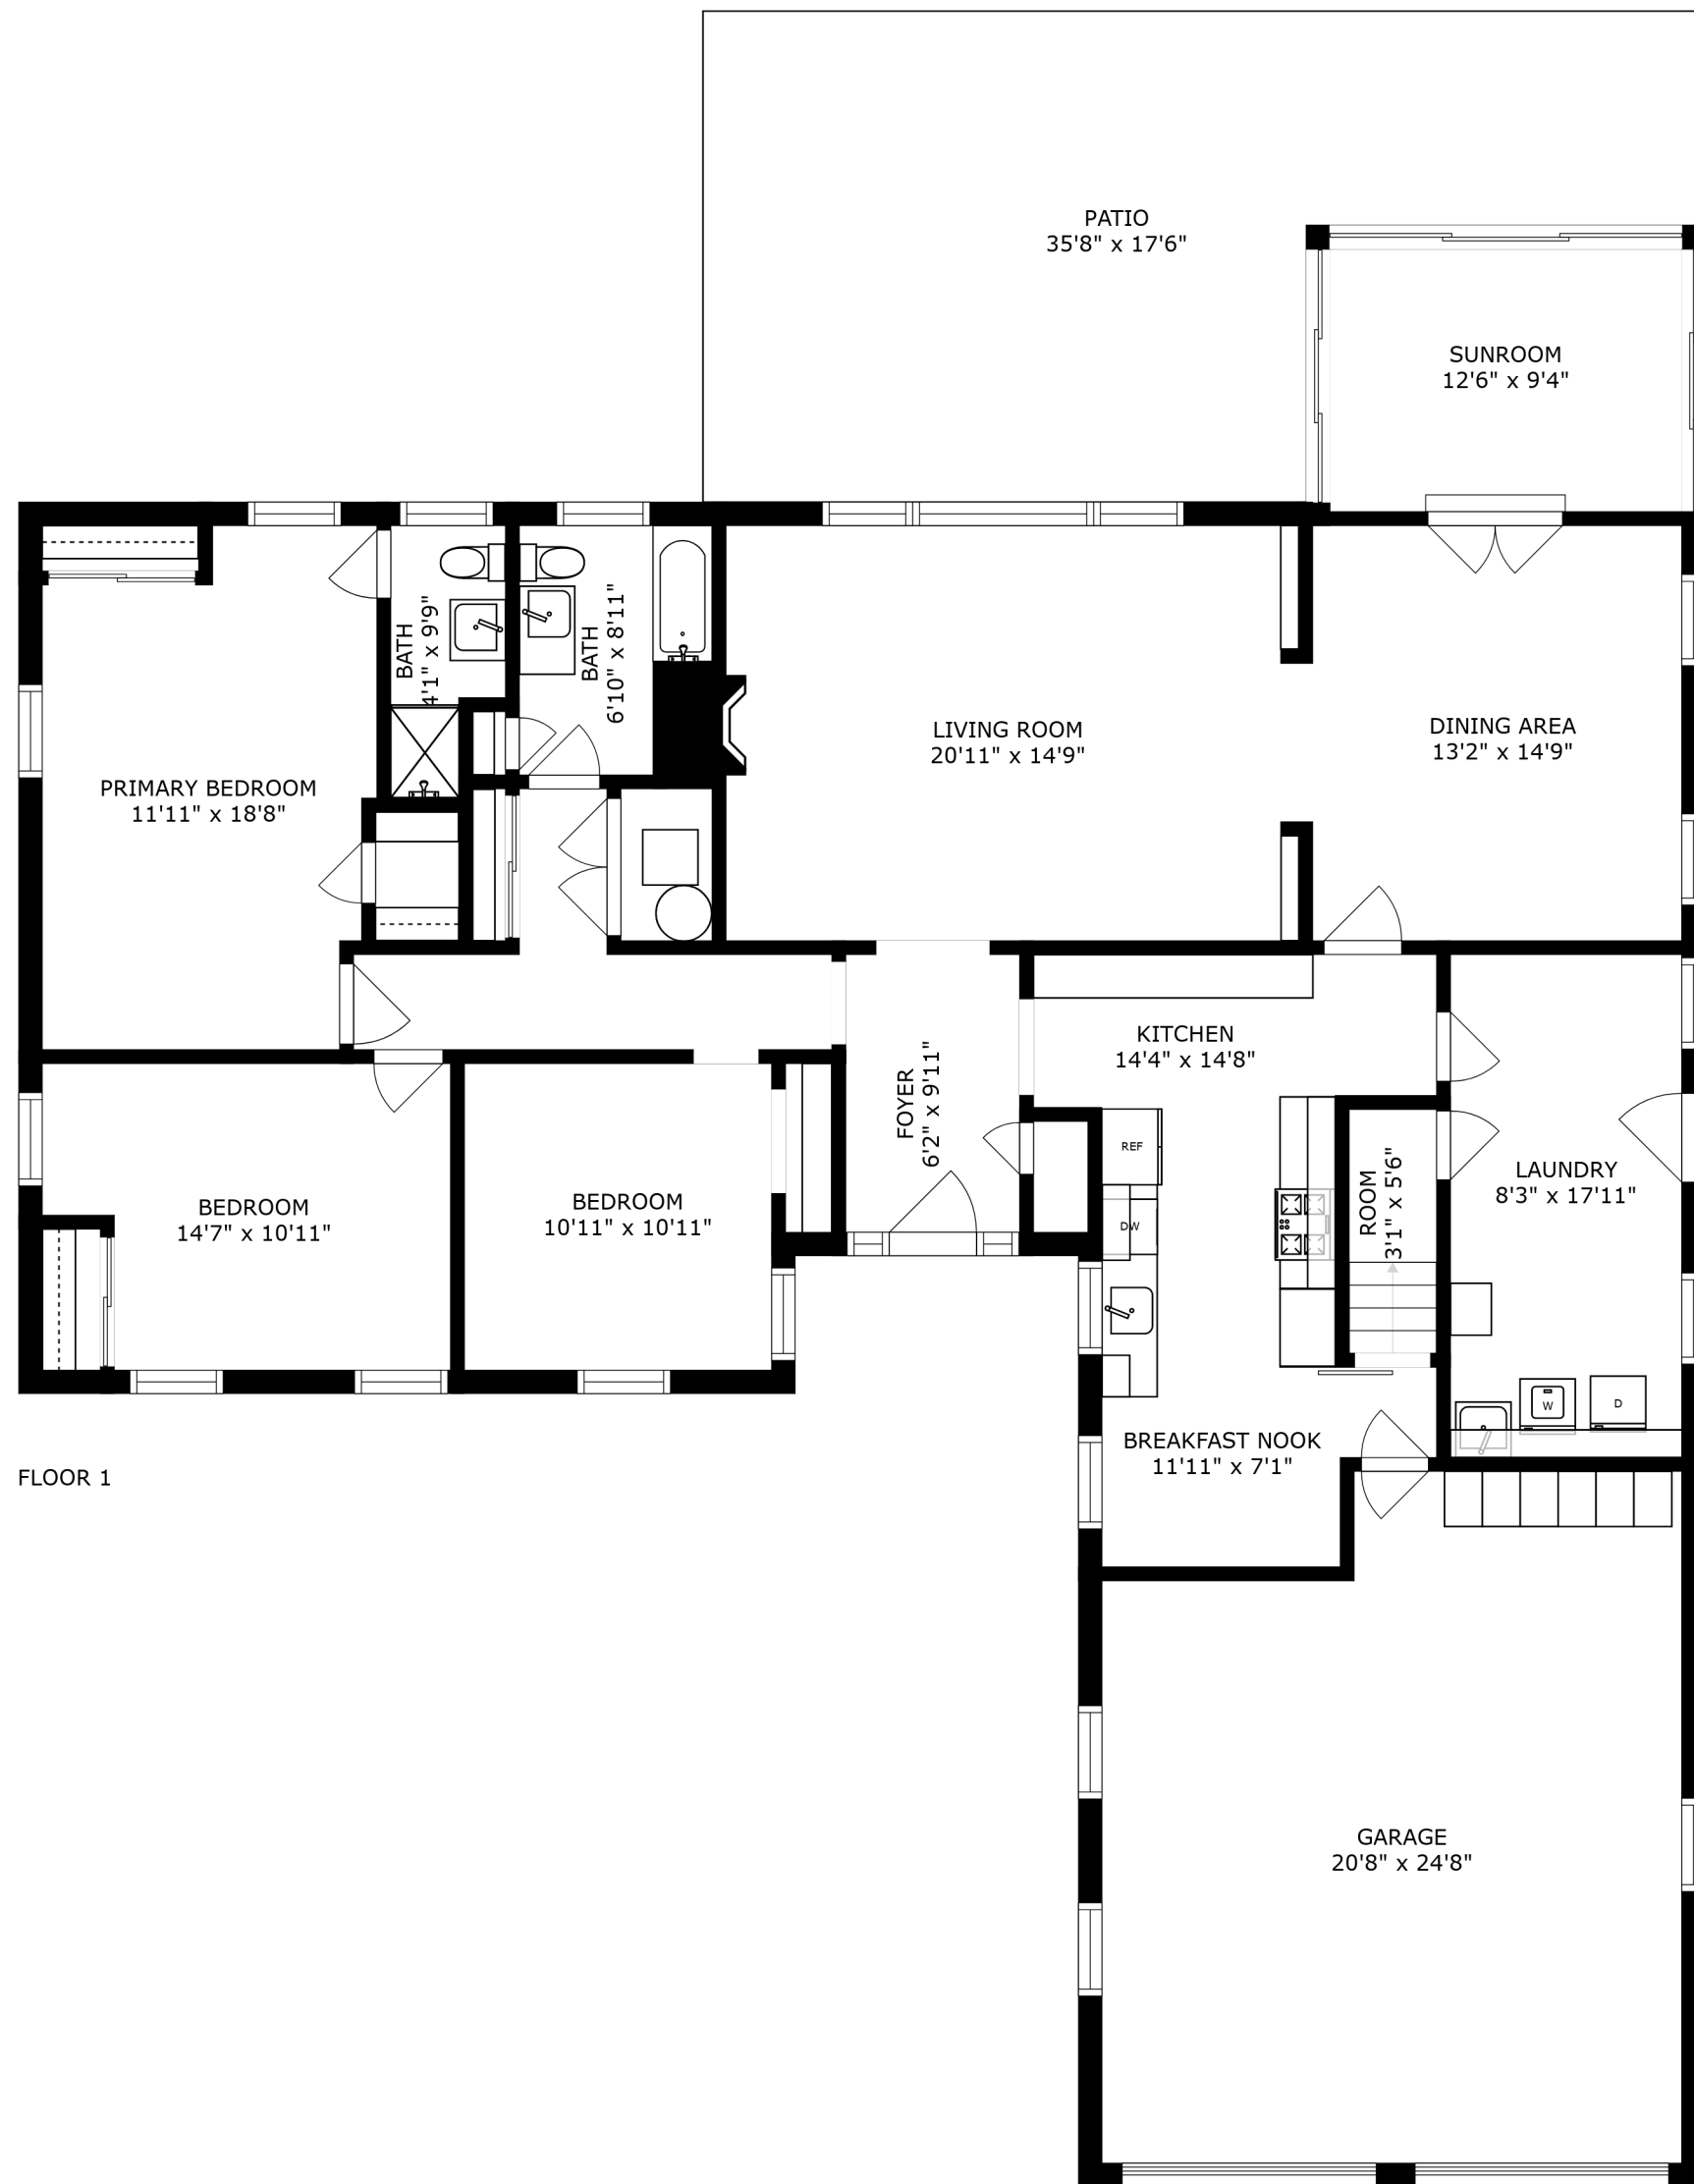 PATIO
35'8" x 17'6"
SUNROOM
12'6" x 9'4"
BATH
4'1" x 9'9"
BATH
6'10" x 8'11"
LIVING ROOM
20'11" x 14'9"
DINING AREA
13'2" x 14'9"
PRIMARY BEDROOM
11'11" x 18'8"
KITCHEN
14'4" x 14'8"
FOYER
6'2" x 9'11"
REF
DW
ROOM
3'1" x 5'6"
LAUNDRY
8'3" x 17'11"
BEDROOM
14'7" x 10'11"
BEDROOM
10'11" x 10'11"
W
D
BREAKFAST NOOK
11'11" x 7'1"
FLOOR 1
GARAGE
20'8" x 24'8"